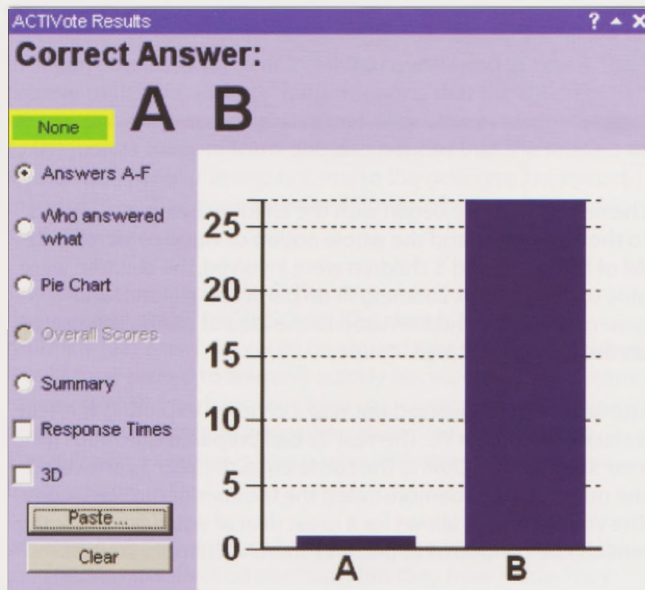 ACTIVote Results ? 
Correct Answer:
None A B
Answers A-F
Who answered
what
Pie Chart
Overall Scores
Summary
Response Times
3D
Paste...
Clear
25
20
15
10
5
0
A B